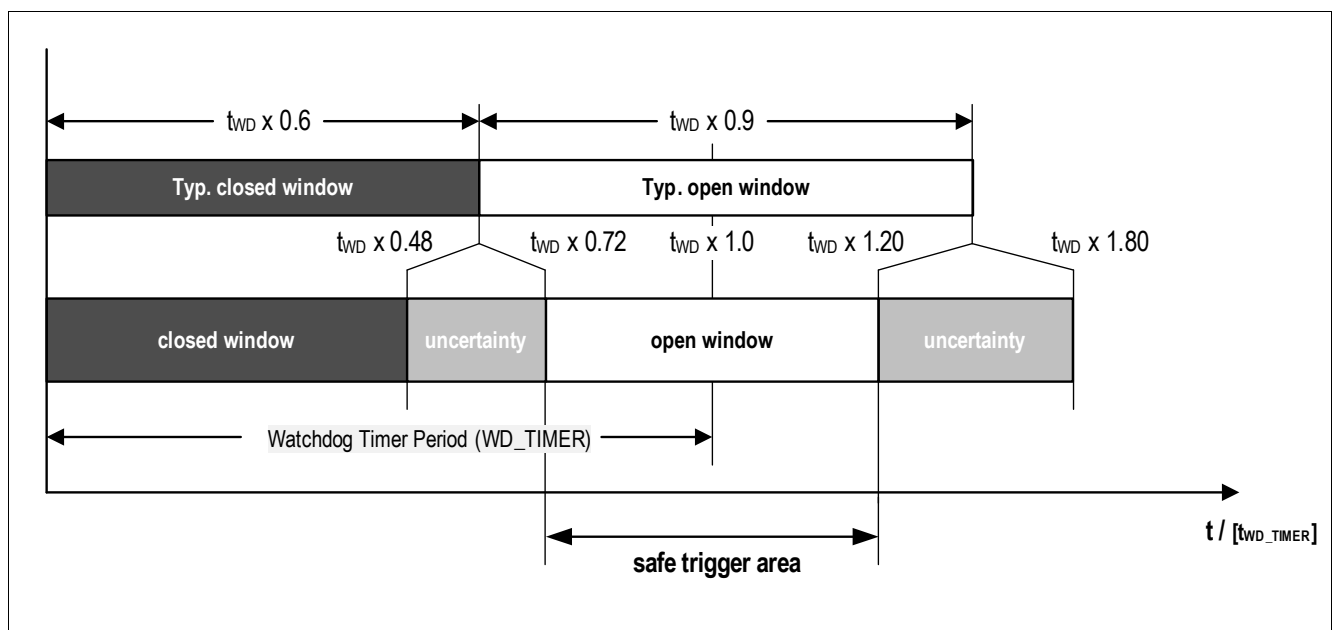 tWD x 0.6
tWD x 0.9
Typ. closed window
Typ. open window
tWD x 0.48
tWD x 0.72
tWD x 1.0
tWD x 1.20
tWD x 1.80
closed window
uncertainty
open window
uncertainty
Watchdog Timer Period (WD_TIMER)
t / [tWD_TIMER]
safe trigger area